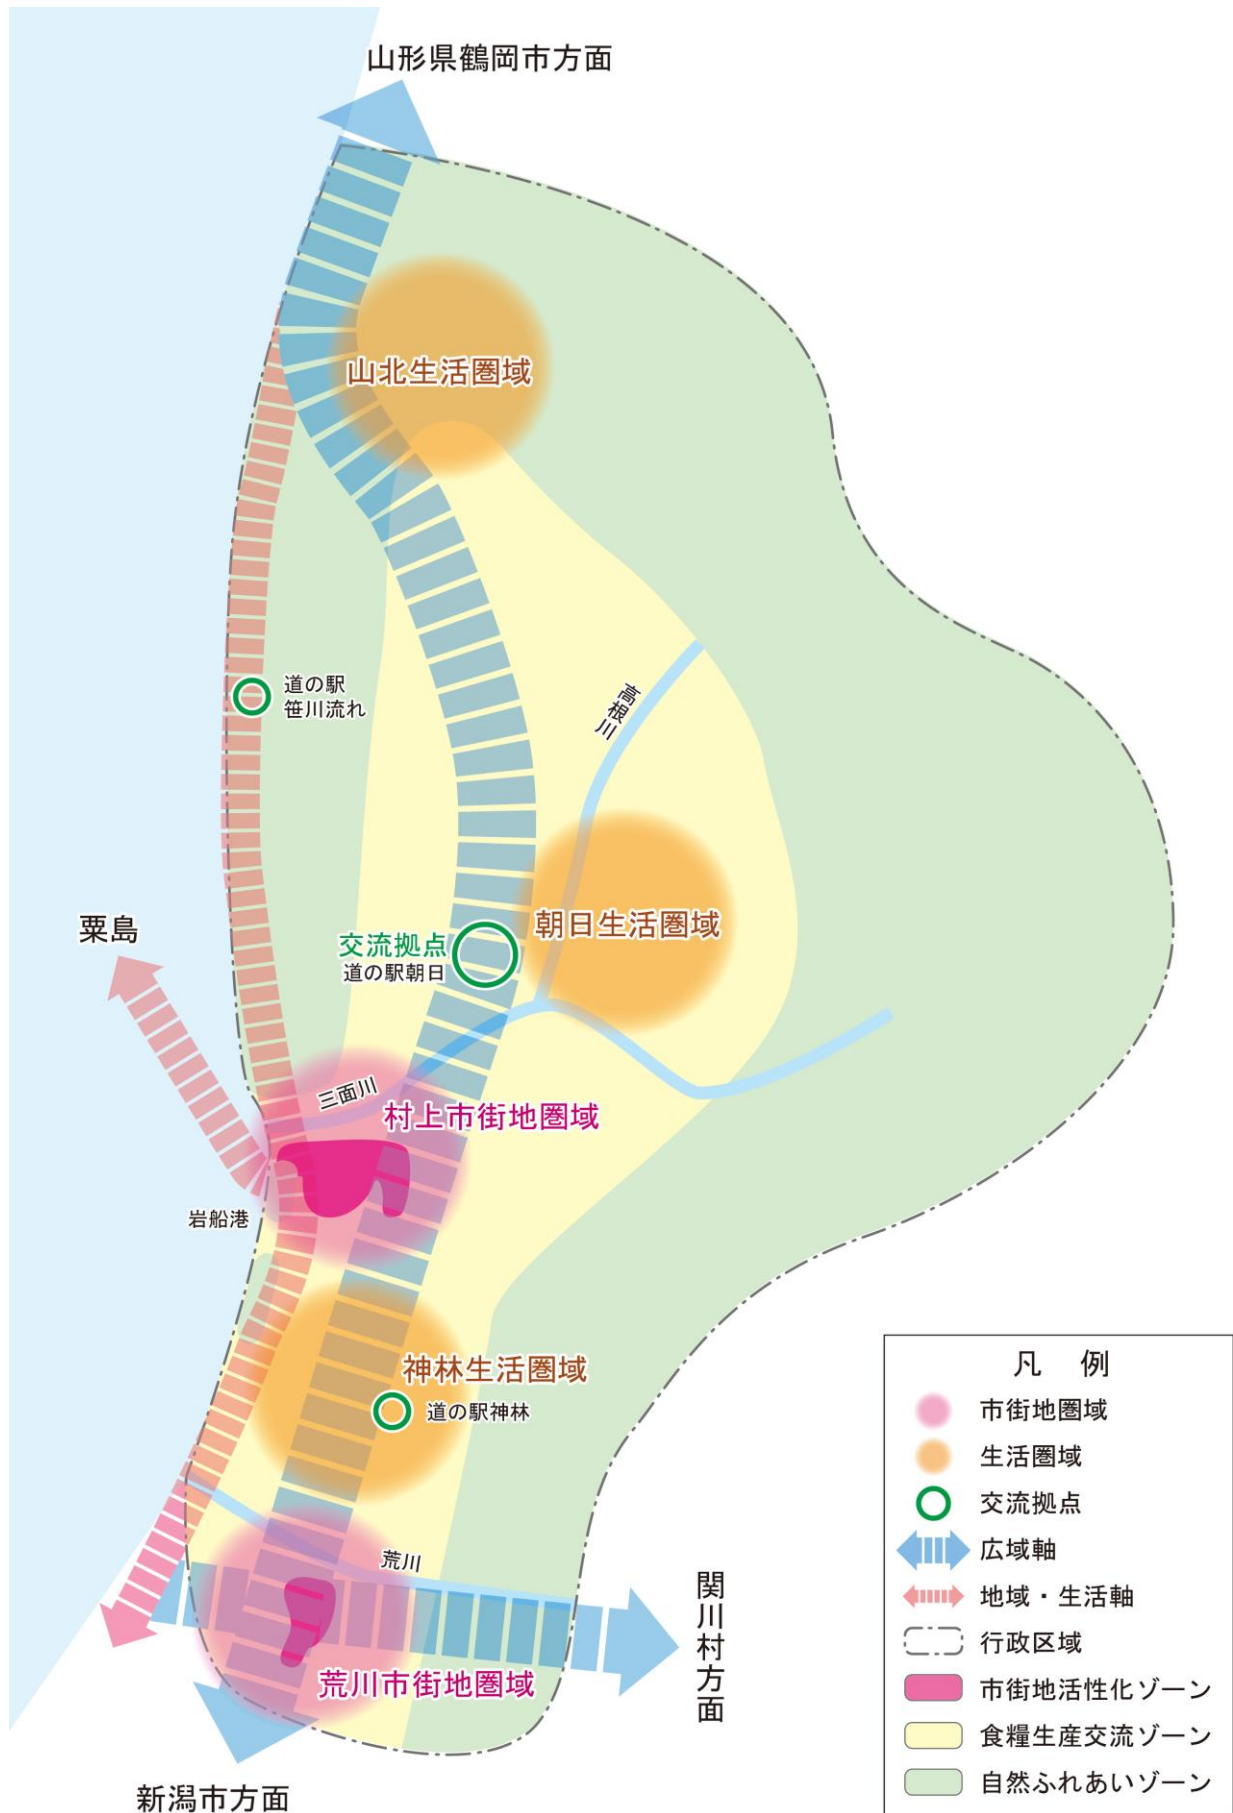 山形県鶴岡市方面
山北生活圏域
道の駅
笹川流れ
高根川
粟島
朝日生活圏域
交流拠点
道の駅朝日
三面川
村上市街地圏域
岩船港
神林生活圏域
道の駅神林
荒川
関川村方面
荒川市街地圏域
新潟市方面
凡 例
市街地圏域
生活圏域
交流拠点
広域軸
地域・生活軸
行政区域
市街地活性化ゾーン
食糧生産交流ゾーン
自然ふれあいゾーン